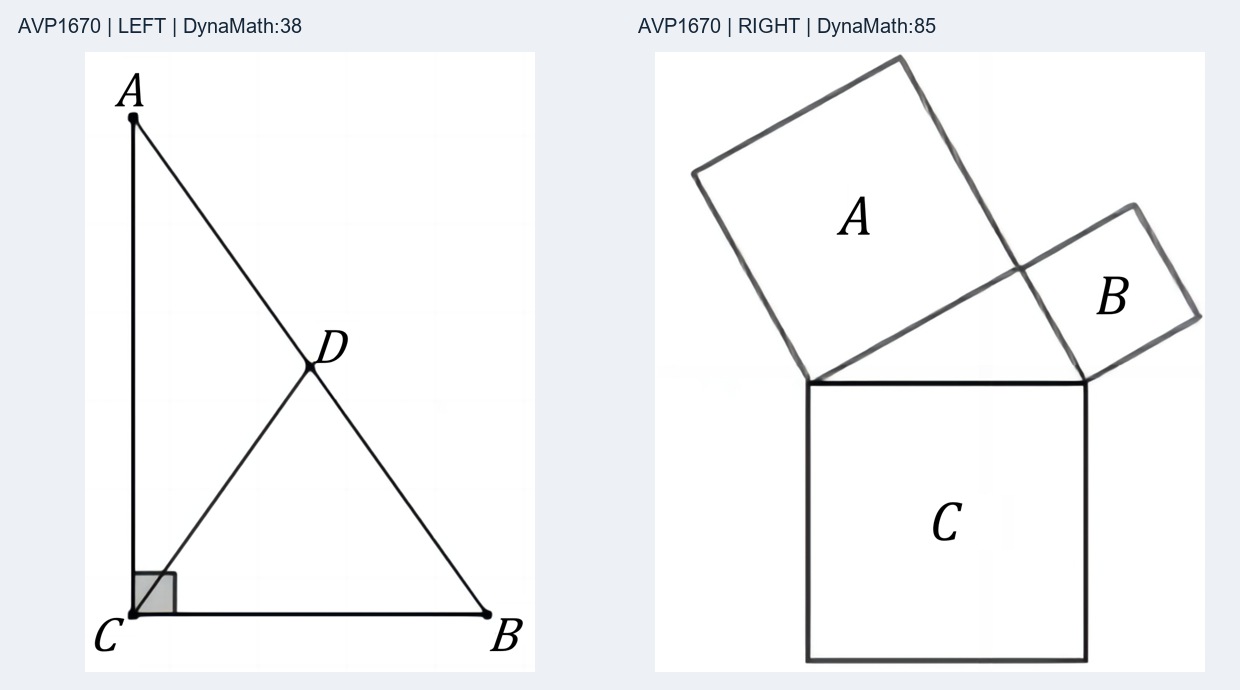 AVP1670 | LEFT | DynaMath:38
A
D
C
B
AVP1670 | RIGHT | DynaMath:85
A
B
C